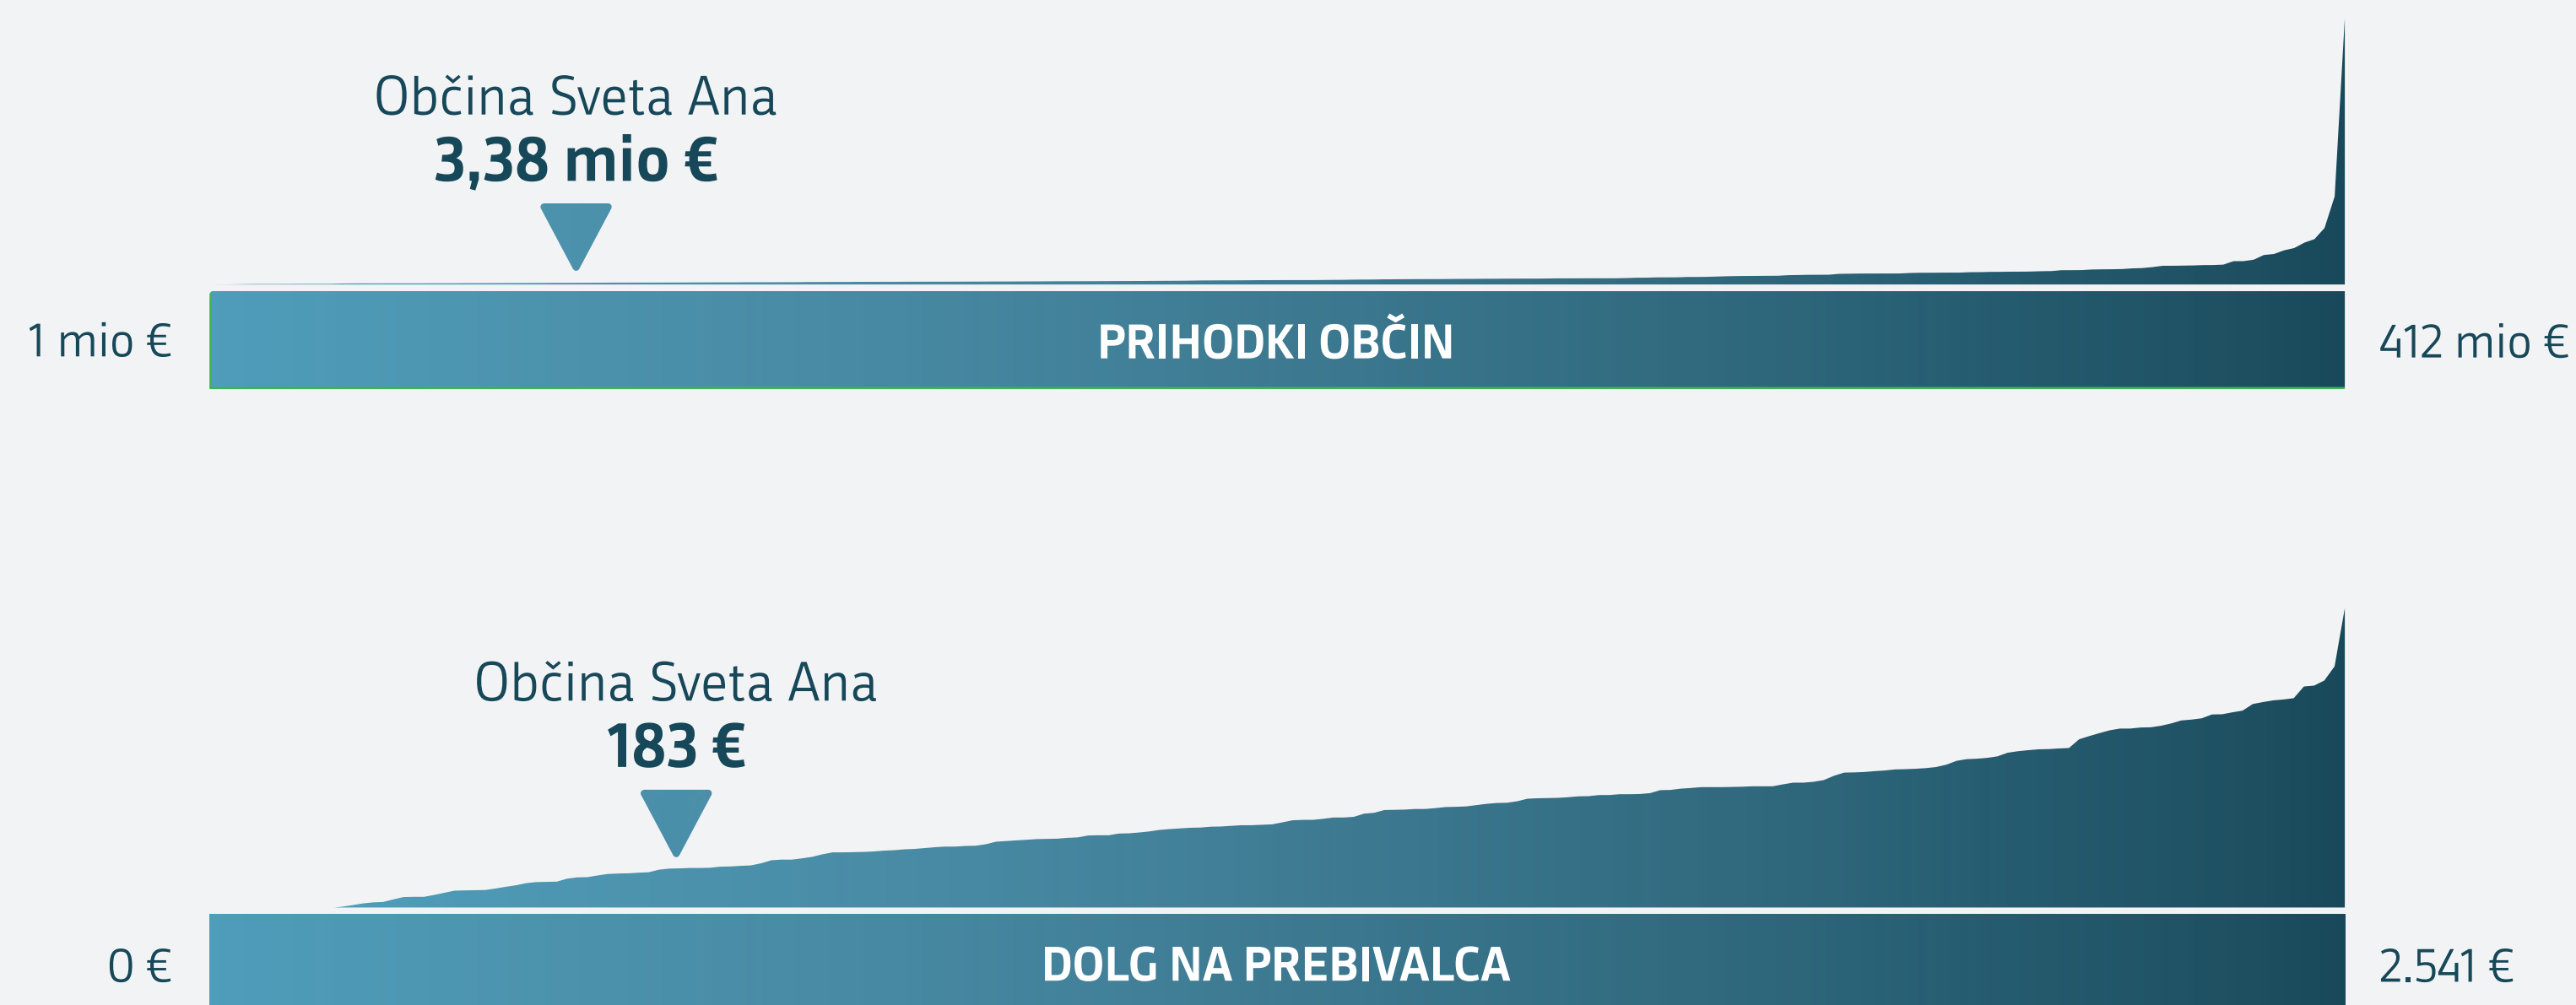 Občina Sveta Ana
3,38 mio €
1 mio €
PRIHODKI OBČIN
412 mio €
Občina Sveta Ana
183 €
0 €
DOLG NA PREBIVALCA
2.541 €